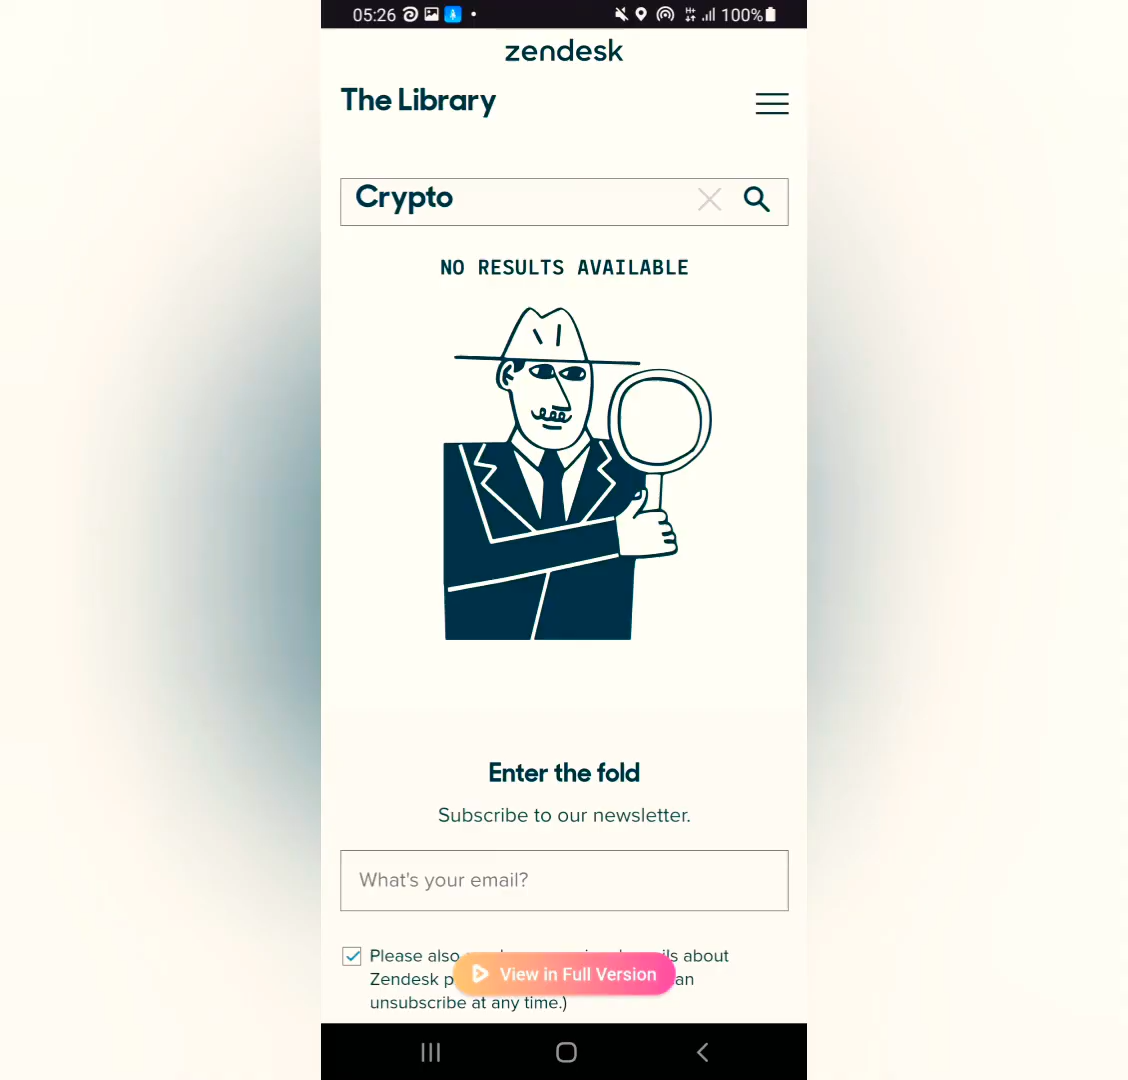 05:26
100%
zendesk
The Library
Crypto
NO RESULTS AVAILABLE
Enter the fold
Subscribe to our newsletter.
What's your email?
Please also about
Zendesk an
View in Full Version
unsubscribe at any time.)